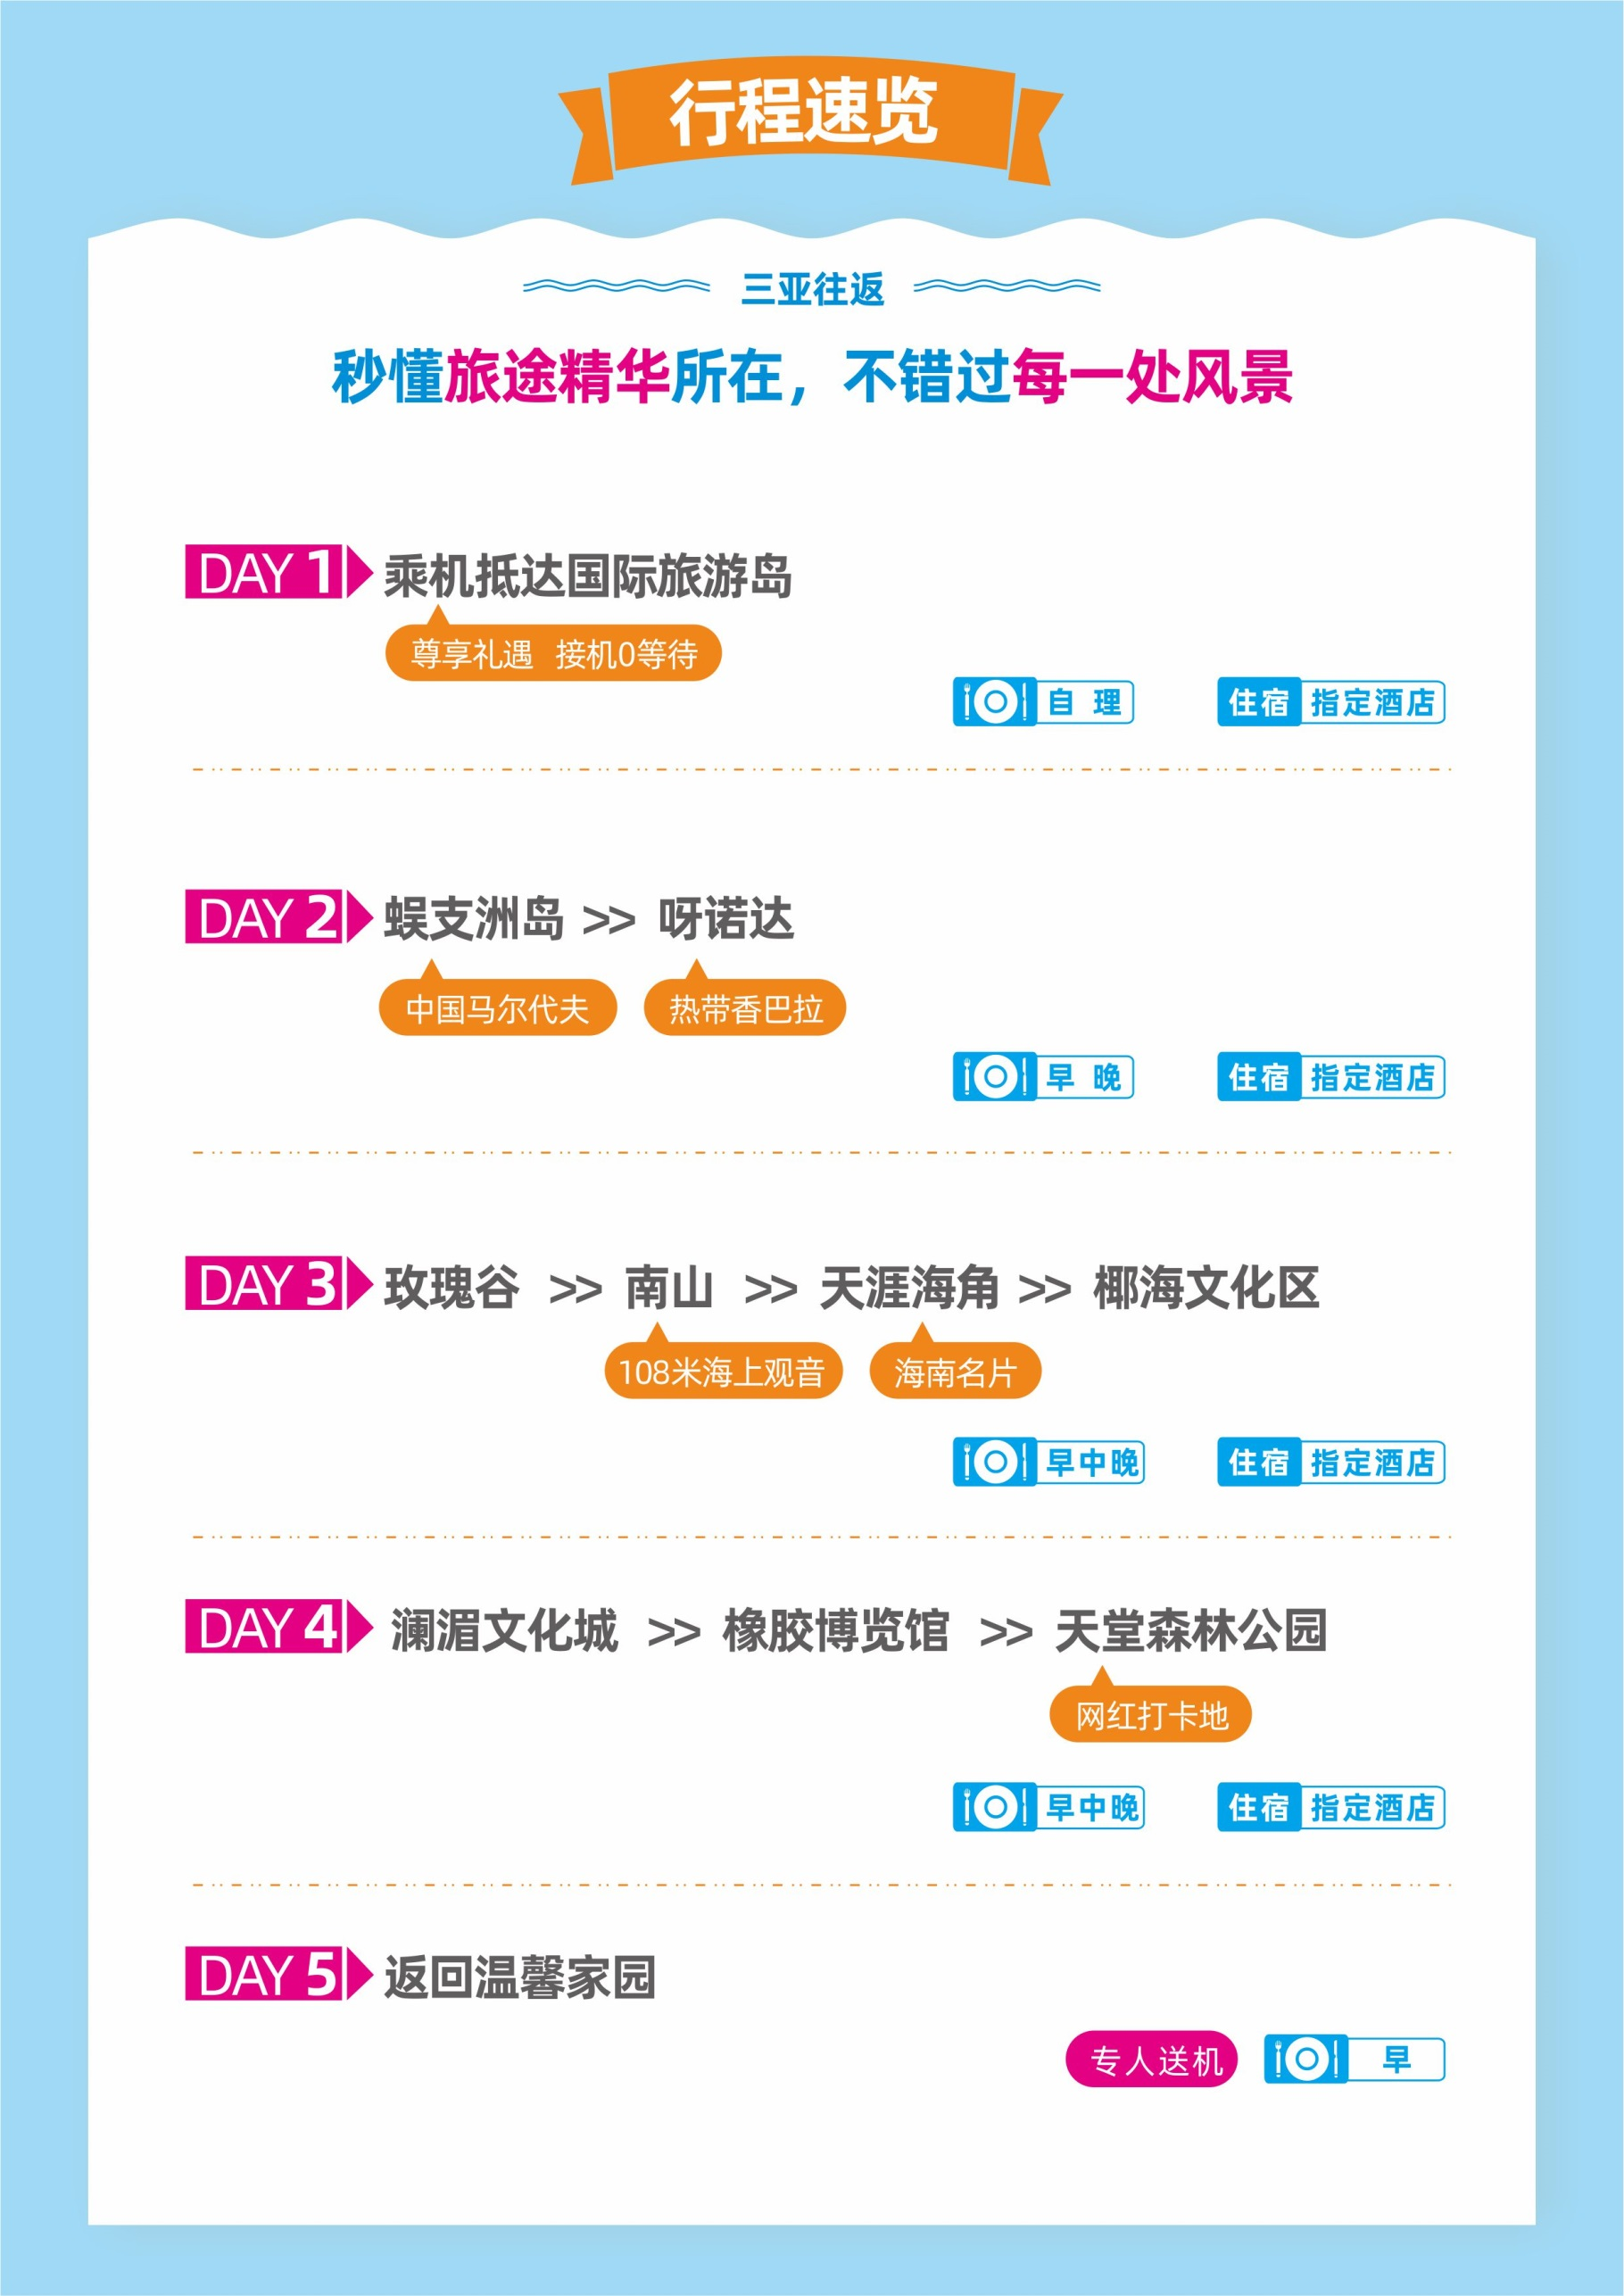 行程速览
三亚往返
秒懂旅途精华所在，不错过每一处风景
DAY 1 乘机抵达国际旅游岛
尊享礼遇 接机0等待
自 理 住宿 指定酒店
DAY 2 蜈支洲岛 >> 呀诺达
中国马尔代夫 热带香巴拉
早 晚 住宿 指定酒店
DAY 3 玫瑰谷 >> 南山 >> 天涯海角 >> 椰海文化区
108米海上观音 海南名片
早中晚 住宿 指定酒店
DAY 4 澜湄文化城 >> 橡胶博览馆 >> 天堂森林公园
网红打卡地
早中晚 住宿 指定酒店
DAY 5 返回温馨家园
专人送机 早